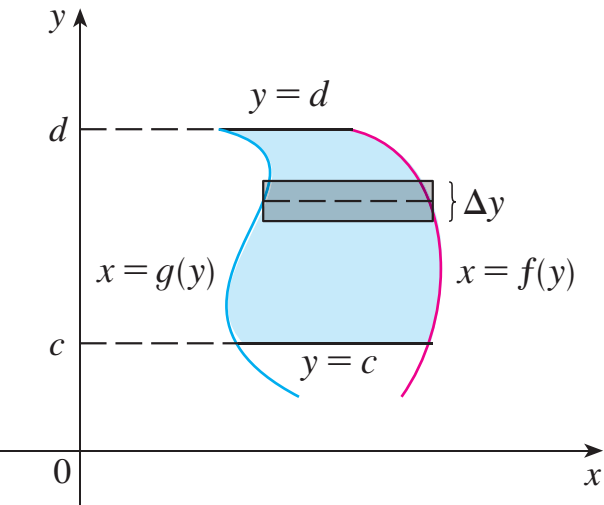 y
y = d
d
Δy
x = g(y)
x = f(y)
c
y = c
0
x